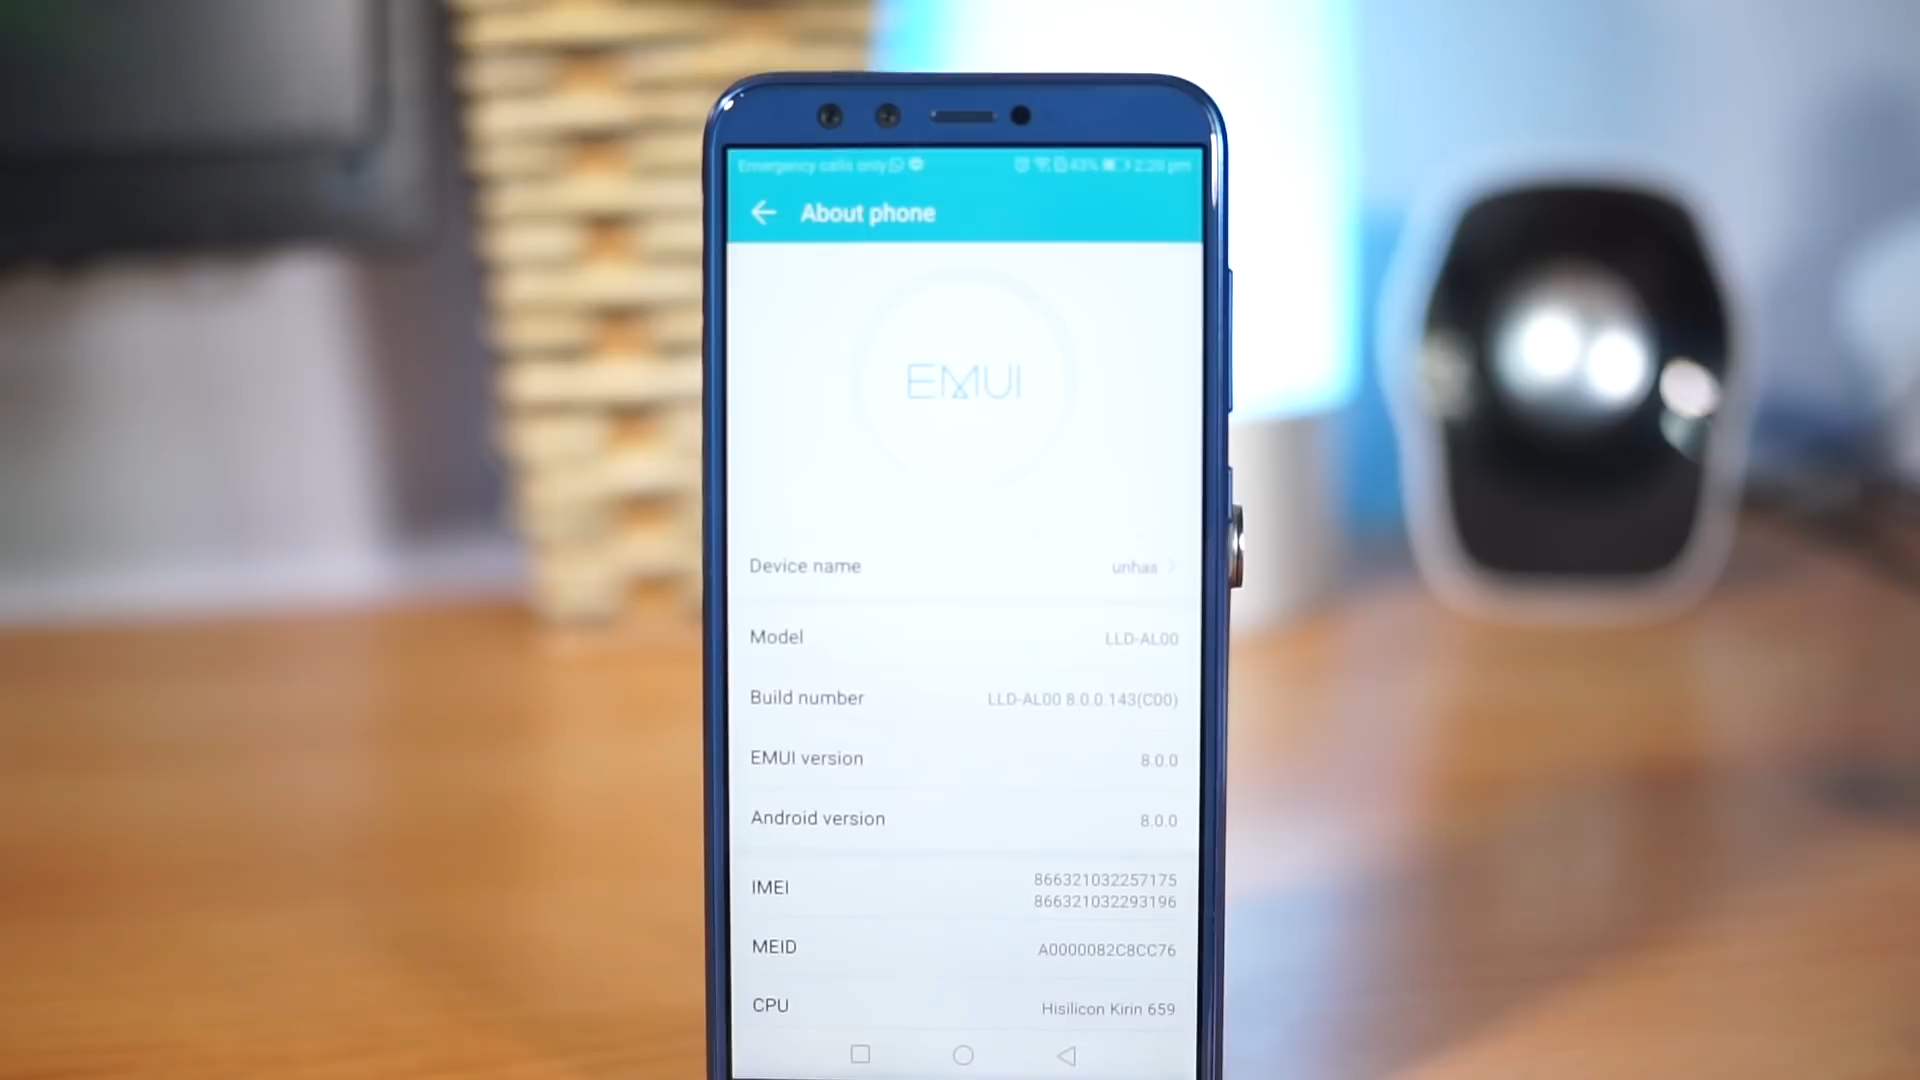 Emergency calls only 43% 2:20 pm
About phone
EMUI
Device name unhaa
Model LLD-AL00
Build number LLD-AL00 8.0.0.143(C00)
EMUI version 8.0.0
Android version 8.0.0
IMEI 866321032257175
866321032293196
MEID A0000082C8CC76
CPU Hisilicon Kirin 659